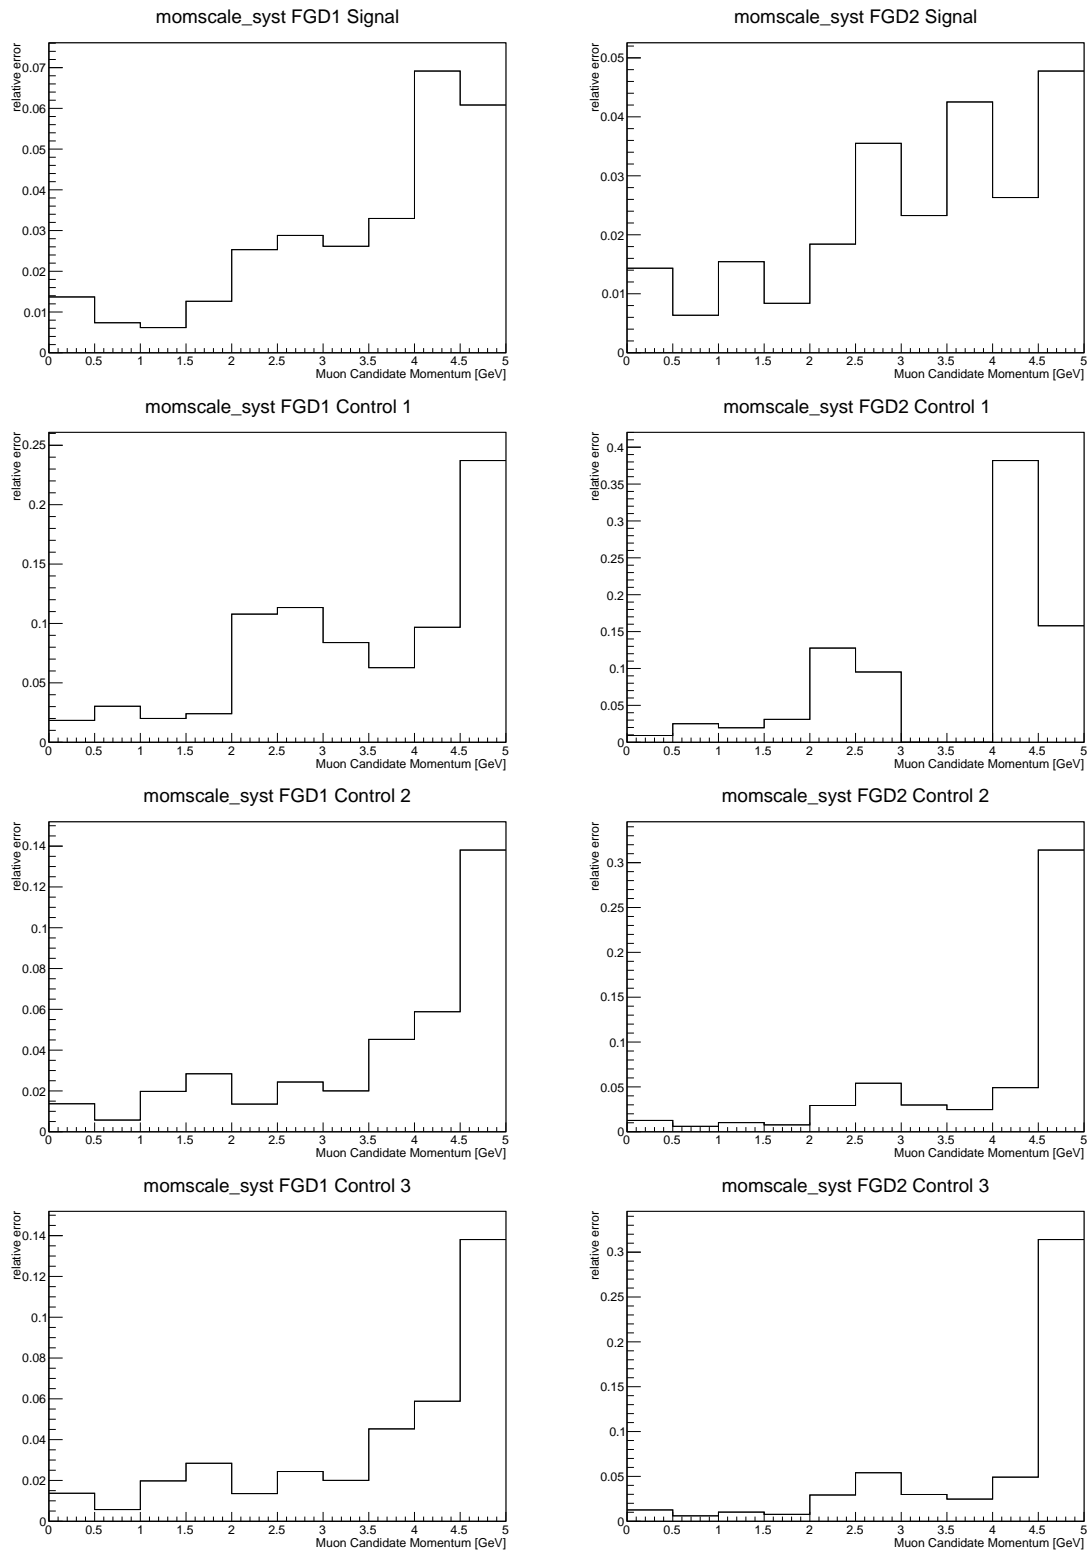 momscale_syst FGD1 Signal
relative error
0.07
0.06
0.05
0.04
0.03
0.02
0.01
0
0 0.5 1 1.5 2 2.5 3 3.5 4 4.5 5
Muon Candidate Momentum [GeV]
momscale_syst FGD2 Signal
relative error
0.05
0.04
0.03
0.02
0.01
0
0 0.5 1 1.5 2 2.5 3 3.5 4 4.5 5
Muon Candidate Momentum [GeV]
momscale_syst FGD1 Control 1
relative error
0.25
0.2
0.15
0.1
0.05
0
0 0.5 1 1.5 2 2.5 3 3.5 4 4.5 5
Muon Candidate Momentum [GeV]
momscale_syst FGD2 Control 1
relative error
0.4
0.35
0.3
0.25
0.2
0.15
0.1
0.05
0
0 0.5 1 1.5 2 2.5 3 3.5 4 4.5 5
Muon Candidate Momentum [GeV]
momscale_syst FGD1 Control 2
relative error
0.14
0.12
0.1
0.08
0.06
0.04
0.02
0
0 0.5 1 1.5 2 2.5 3 3.5 4 4.5 5
Muon Candidate Momentum [GeV]
momscale_syst FGD2 Control 2
relative error
0.3
0.25
0.2
0.15
0.1
0.05
0
0 0.5 1 1.5 2 2.5 3 3.5 4 4.5 5
Muon Candidate Momentum [GeV]
momscale_syst FGD1 Control 3
relative error
0.14
0.12
0.1
0.08
0.06
0.04
0.02
0
0 0.5 1 1.5 2 2.5 3 3.5 4 4.5 5
Muon Candidate Momentum [GeV]
momscale_syst FGD2 Control 3
relative error
0.3
0.25
0.2
0.15
0.1
0.05
0
0 0.5 1 1.5 2 2.5 3 3.5 4 4.5 5
Muon Candidate Momentum [GeV]